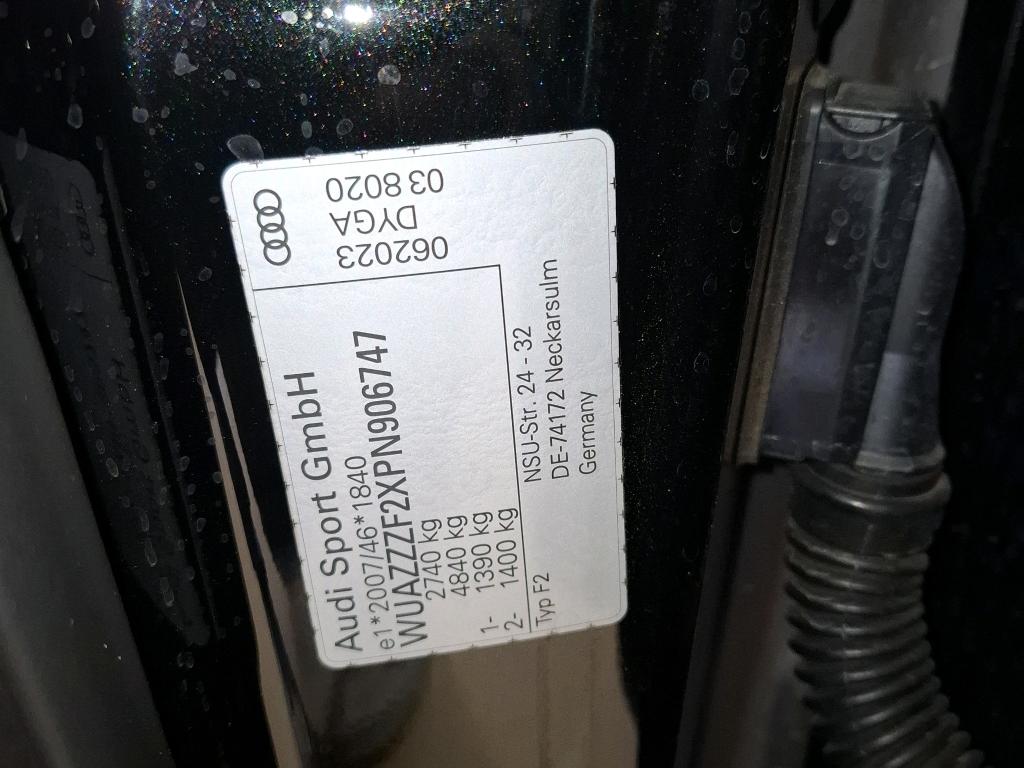 Audi Sport GmbH
e1*2007/46*1840
WUAZZZF2XPN906747
2740 kg
4840 kg
1- 1390 kg
2- 1400 kg
Typ F2
NSU-Str. 24 - 32
DE-74172 Neckarsulm
Germany
062023
DYGA
03 8020